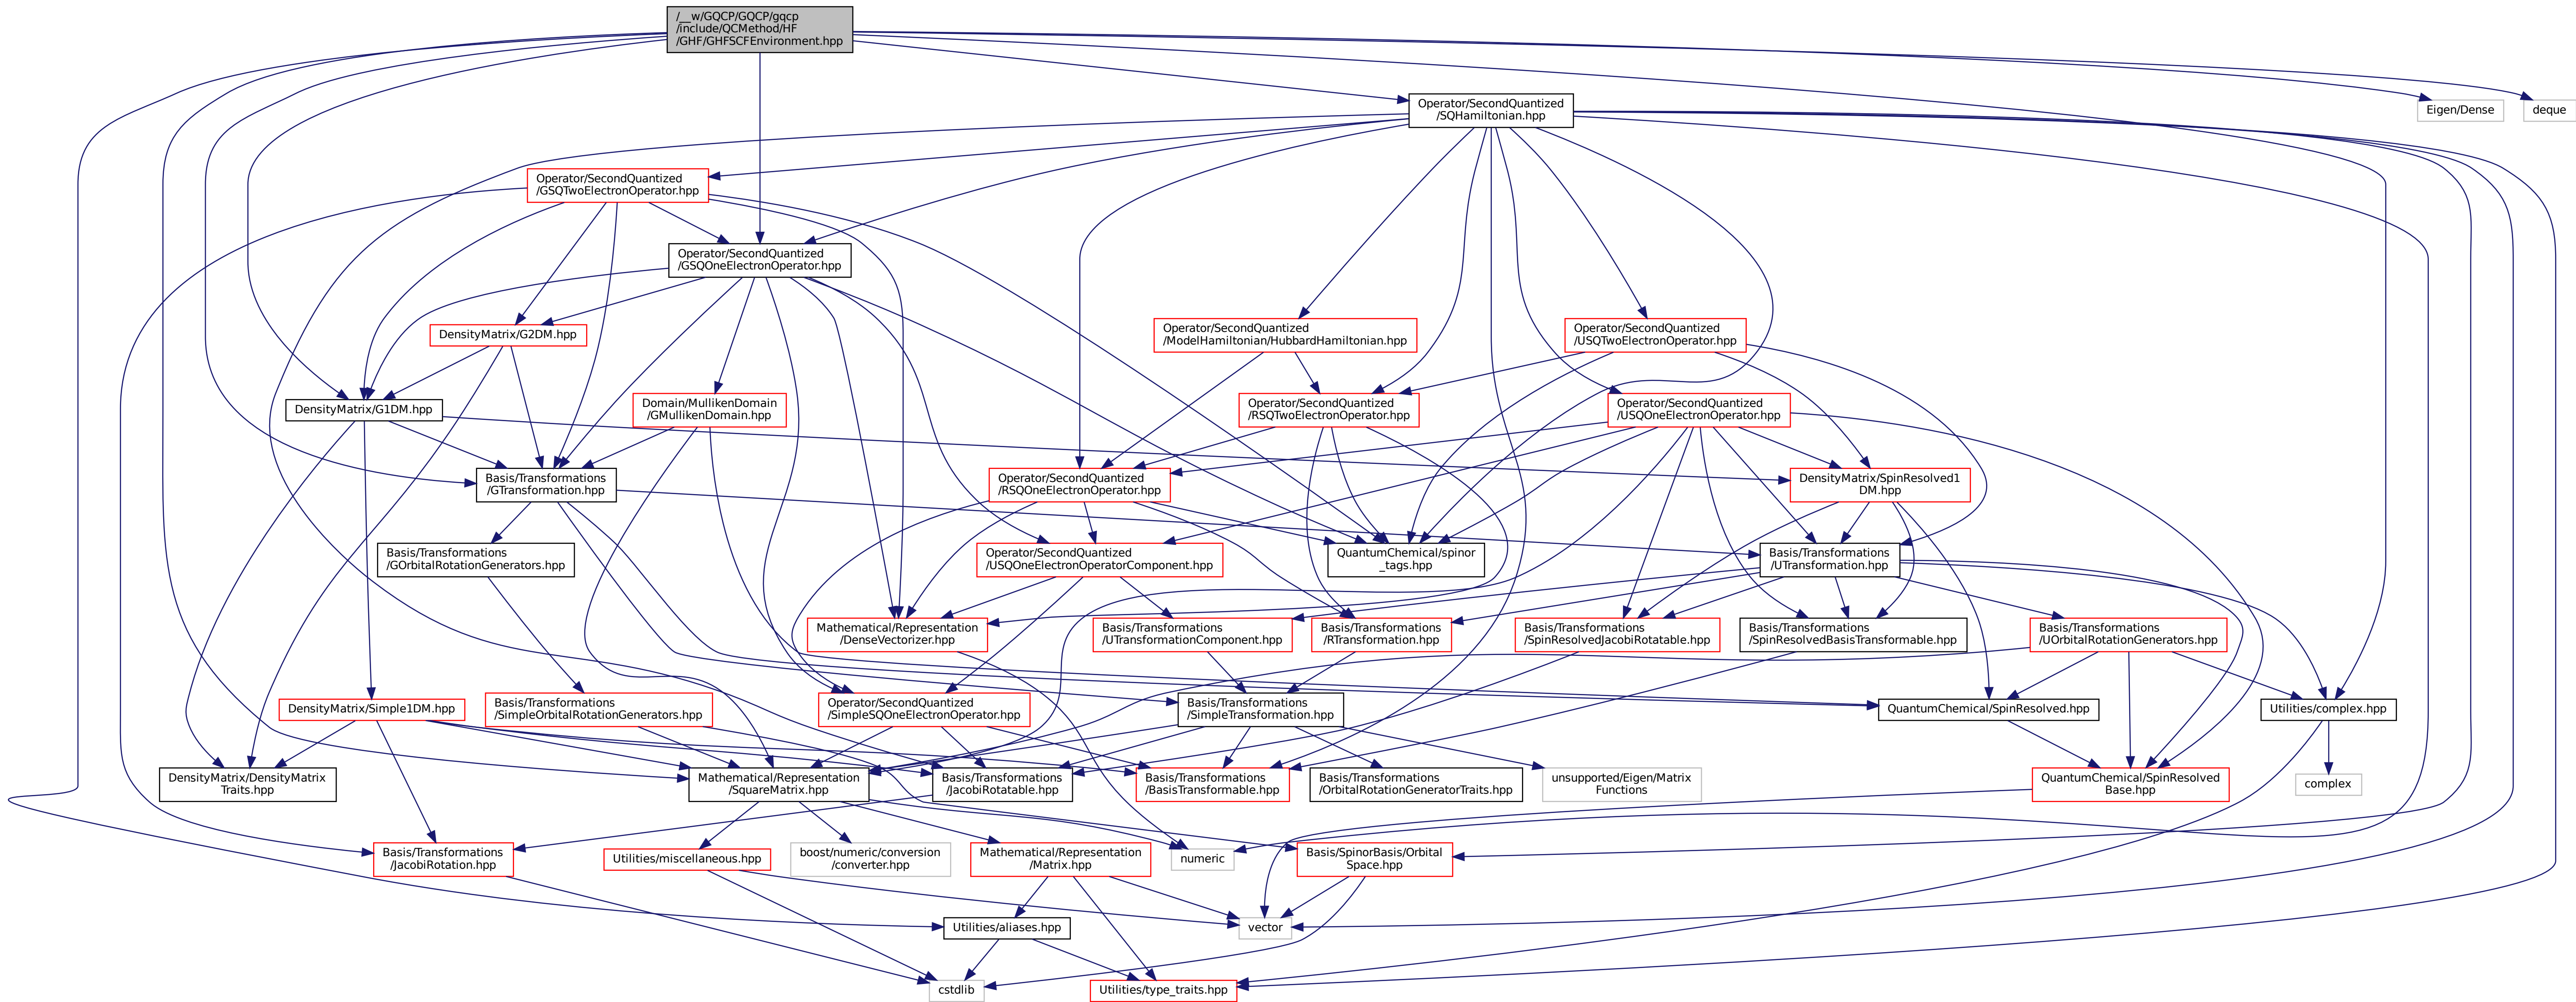 /__w/GQCP/GQCP/gqcp
/include/QCMethod/HF
/GHF/GHFSCFEnvironment.hpp
Operator/SecondQuantized
/SQHamiltonian.hpp
Eigen/Dense
deque
Operator/SecondQuantized
/GSQTwoElectronOperator.hpp
Operator/SecondQuantized
/GSQOneElectronOperator.hpp
DensityMatrix/G2DM.hpp
Operator/SecondQuantized
/ModelHamiltonian/HubbardHamiltonian.hpp
Operator/SecondQuantized
/USQTwoElectronOperator.hpp
DensityMatrix/G1DM.hpp
Domain/MullikenDomain
/GMullikenDomain.hpp
Operator/SecondQuantized
/RSQTwoElectronOperator.hpp
Operator/SecondQuantized
/USQOneElectronOperator.hpp
Basis/Transformations
/GTransformation.hpp
Operator/SecondQuantized
/RSQOneElectronOperator.hpp
DensityMatrix/SpinResolved1
DM.hpp
Basis/Transformations
/GOrbitalRotationGenerators.hpp
Operator/SecondQuantized
/USQOneElectronOperatorComponent.hpp
QuantumChemical/spinor
_tags.hpp
Basis/Transformations
/UTransformation.hpp
Mathematical/Representation
/DenseVectorizer.hpp
Basis/Transformations
/UTransformationComponent.hpp
Basis/Transformations
/RTransformation.hpp
Basis/Transformations
/SpinResolvedJacobiRotatable.hpp
Basis/Transformations
/SpinResolvedBasisTransformable.hpp
Basis/Transformations
/UOrbitalRotationGenerators.hpp
DensityMatrix/Simple1DM.hpp
Basis/Transformations
/SimpleOrbitalRotationGenerators.hpp
Operator/SecondQuantized
/SimpleSQOneElectronOperator.hpp
Basis/Transformations
/SimpleTransformation.hpp
QuantumChemical/SpinResolved.hpp
Utilities/complex.hpp
DensityMatrix/DensityMatrix
Traits.hpp
Mathematical/Representation
/SquareMatrix.hpp
Basis/Transformations
/JacobiRotatable.hpp
Basis/Transformations
/BasisTransformable.hpp
Basis/Transformations
/OrbitalRotationGeneratorTraits.hpp
unsupported/Eigen/Matrix
Functions
QuantumChemical/SpinResolved
Base.hpp
complex
Basis/Transformations
/JacobiRotation.hpp
Utilities/miscellaneous.hpp
boost/numeric/conversion
/converter.hpp
Mathematical/Representation
/Matrix.hpp
numeric
Basis/SpinorBasis/Orbital
Space.hpp
Utilities/aliases.hpp
vector
cstdlib
Utilities/type_traits.hpp